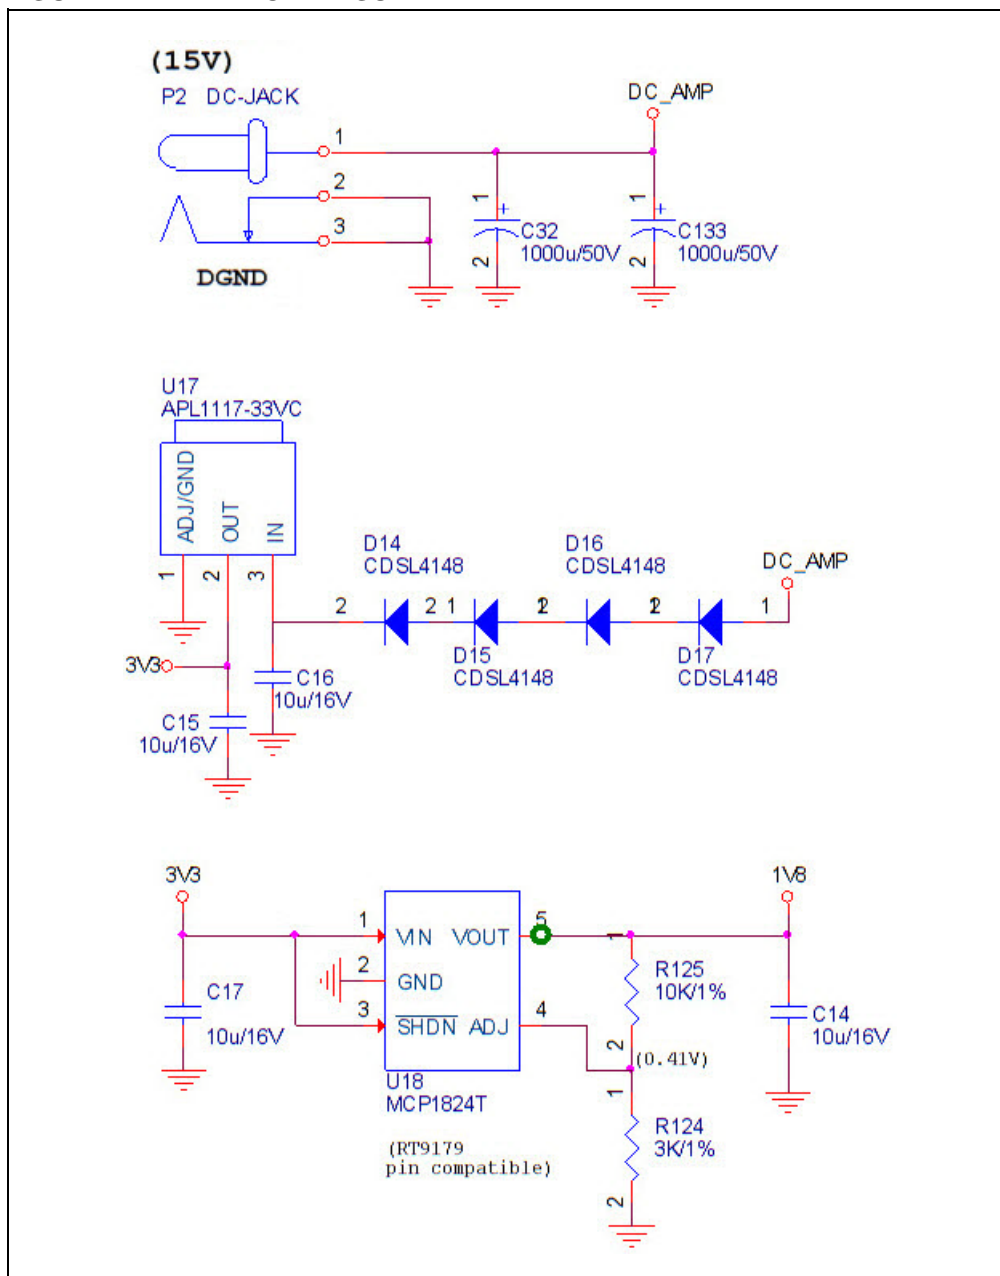 (15V)
P2 DC-JACK
DC_AMP
1
2
3
DGND
1
+
C32
1000u/50V
2
1
+
C133
1000u/50V
2
U17
APL1117-33VC
ADJ/GND
OUT
IN
1
2
3
D14
CDSL4148
D16
CDSL4148
DC_AMP
2
2
1
2
2
1
D15
CDSL4148
D17
CDSL4148
3V3
C16
10u/16V
C15
10u/16V
3V3
1V8
1
VIN
VOUT
5
1
2
GND
3
SHDN
ADJ
4
C17
10u/16V
R125
10K/1%
2
(0.41V)
C14
10u/16V
U18
MCP1824T
(RT9179
pin compatible)
1
R124
3K/1%
2